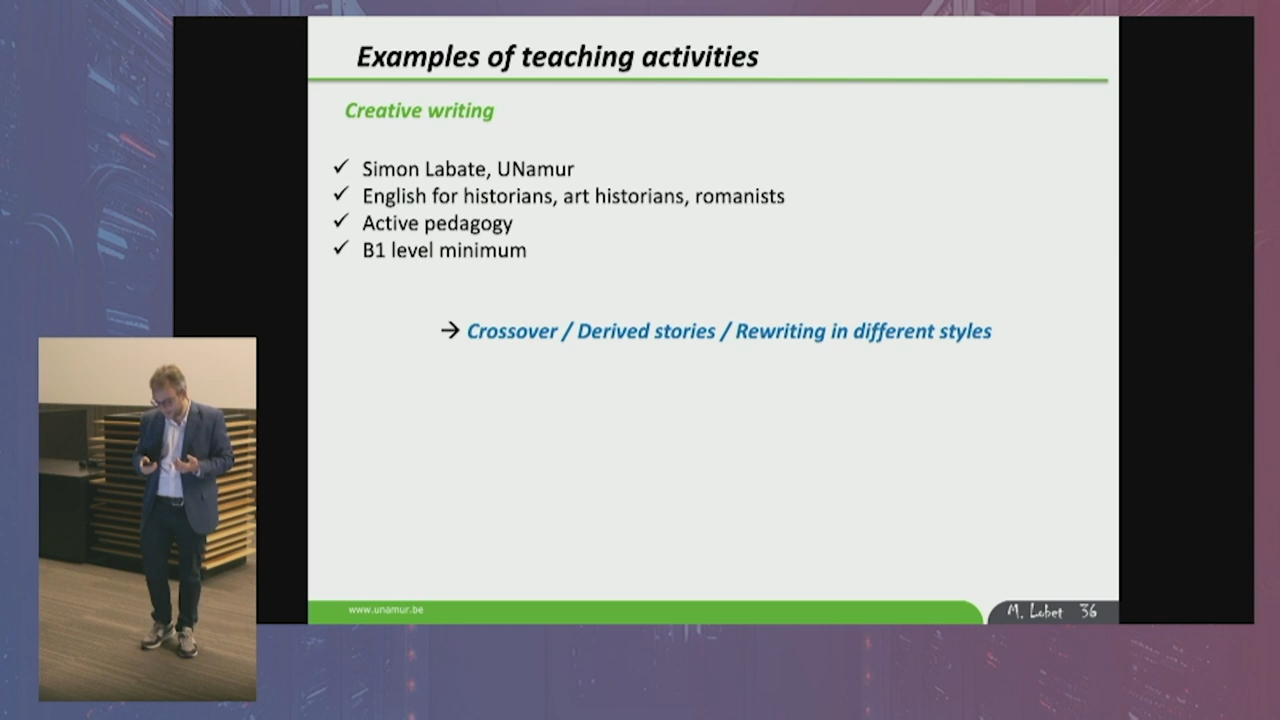 Examples of teaching activities
Creative writing
✓ Simon Labate, UNamur
✓ English for historians, art historians, romanists
✓ Active pedagogy
✓ B1 level minimum
→ Crossover / Derived stories / Rewriting in different styles
www.unamur.be
M. Lobet 36